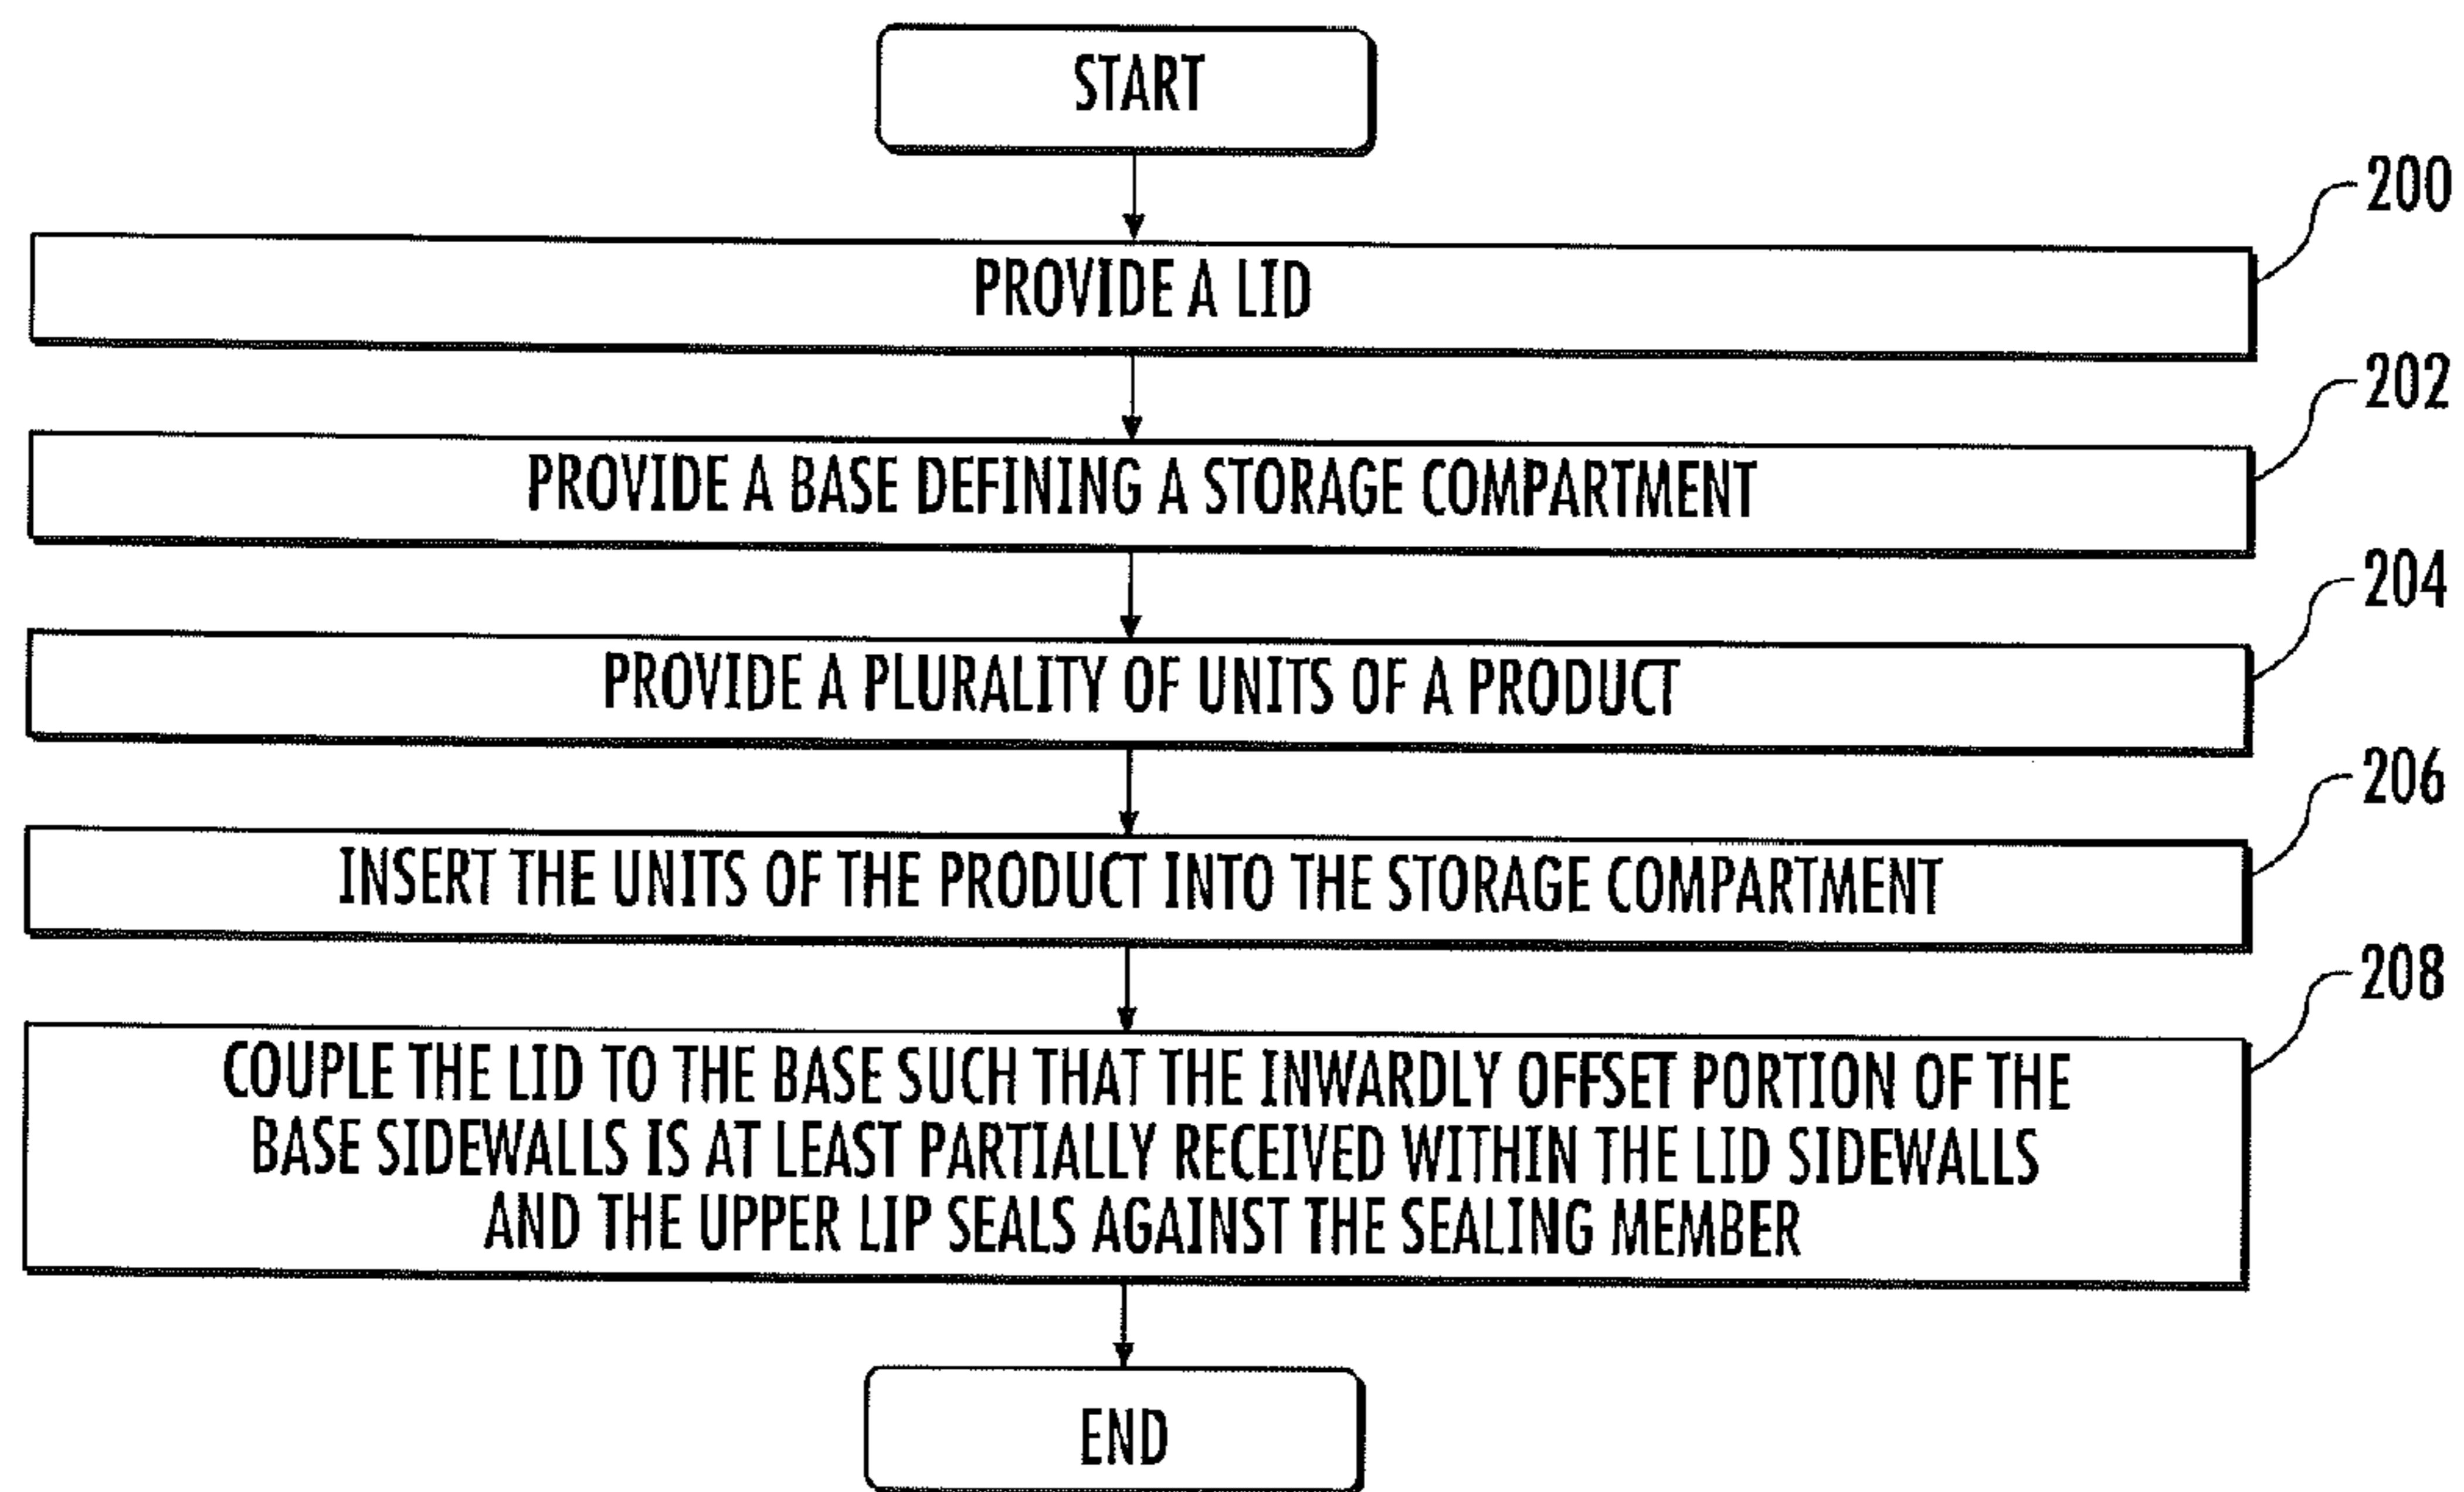 START
200
PROVIDE A LID
202
PROVIDE A BASE DEFINING A STORAGE COMPARTMENT
204
PROVIDE A PLURALITY OF UNITS OF A PRODUCT
206
INSERT THE UNITS OF THE PRODUCT INTO THE STORAGE COMPARTMENT
208
COUPLE THE LID TO THE BASE SUCH THAT THE INWARDLY OFFSET PORTION OF THE
BASE SIDEWALLS IS AT LEAST PARTIALLY RECEIVED WITHIN THE LID SIDEWALLS
AND THE UPPER LIP SEALS AGAINST THE SEALING MEMBER
END